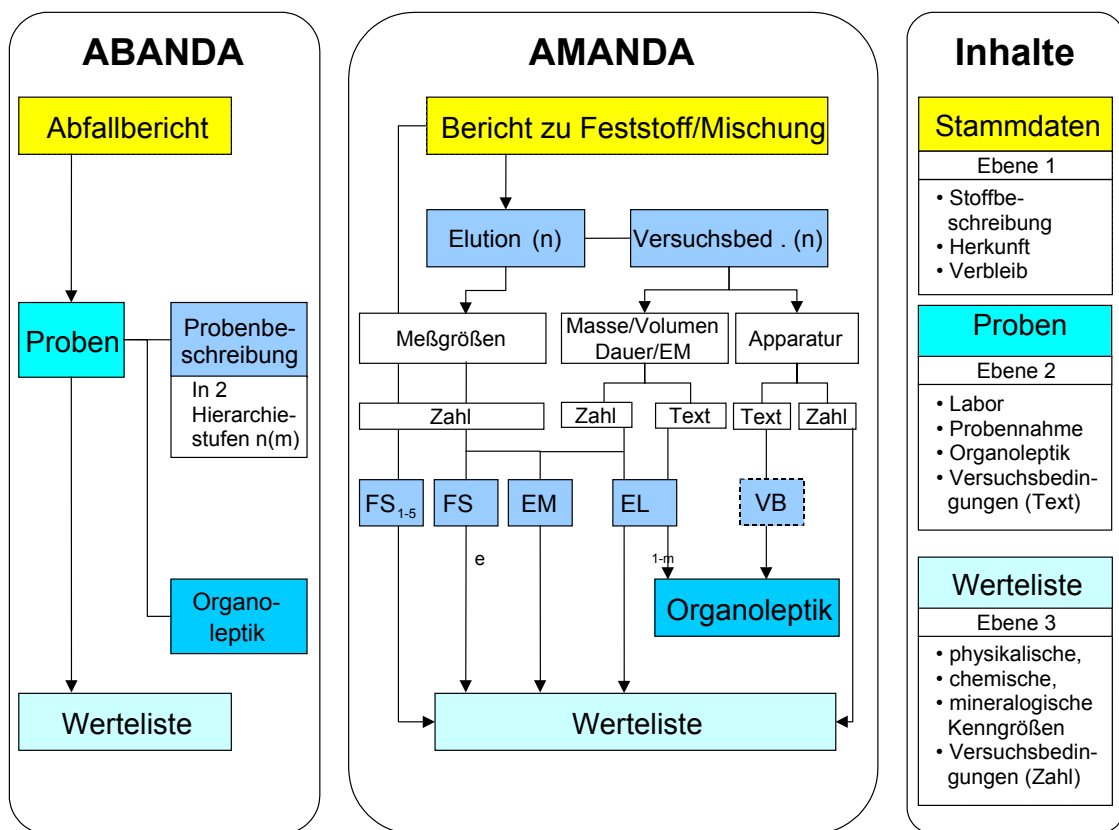 ABANDA
Abfallbericht
Proben
Probenbe-
schreibung
In 2
Hierarchie-
stufen n(m)
Organo-
leptik
Werteliste
AMANDA
Bericht zu Feststoff/Mischung
Elution (n)
Versuchsbed . (n)
Meßgrößen
Masse/Volumen
Dauer/EM
Apparatur
Zahl
Zahl
Text
Text
Zahl
FS1-5
FS
EM
EL
VB
e
1-m
Organoleptik
Werteliste
Inhalte
Stammdaten
Ebene 1
• Stoffbe-
schreibung
• Herkunft
• Verbleib
Proben
Ebene 2
• Labor
• Probennahme
• Organoleptik
• Versuchsbedin-
gungen (Text)
Werteliste
Ebene 3
• physikalische,
• chemische,
• mineralogische
Kenngrößen
• Versuchsbedin-
gungen (Zahl)